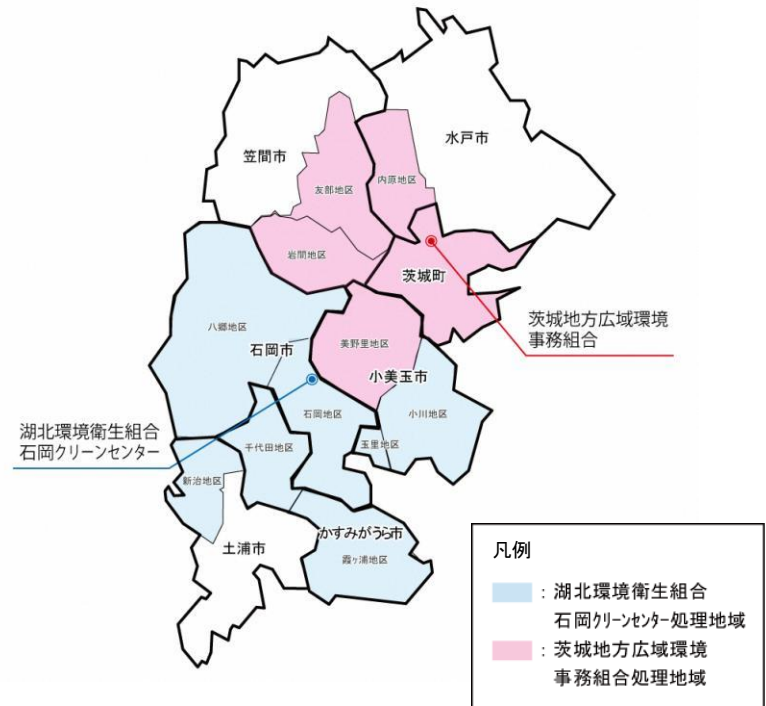 水戸市
笠間市
内原地区
友部地区
岩間地区
茨城町
茨城地方広域環境
事務組合
八郷地区
石岡市
美野里地区
小美玉市
石岡地区
小川地区
湖北環境衛生組合
石岡クリーンセンター
千代田地区
玉里地区
新治地区
かすみがうら市
土浦市
霞ヶ浦地区
凡例
：湖北環境衛生組合
石岡クリーンセンター処理地域
：茨城地方広域環境
事務組合処理地域